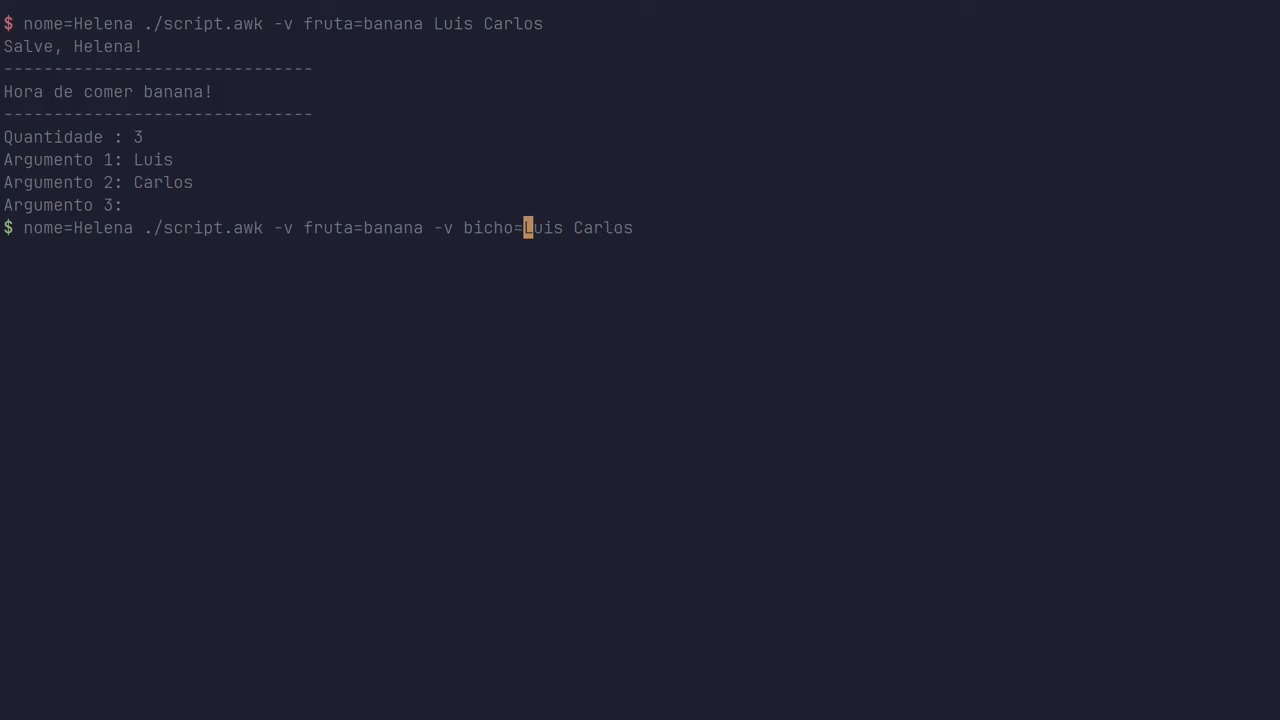 $ nome=Helena ./script.awk -v fruta=banana Luis Carlos
Salve, Helena!
-------------------------------
Hora de comer banana!
-------------------------------
Quantidade : 3
Argumento 1: Luis
Argumento 2: Carlos
Argumento 3:
$ nome=Helena ./script.awk -v fruta=banana -v bicho=Luis Carlos